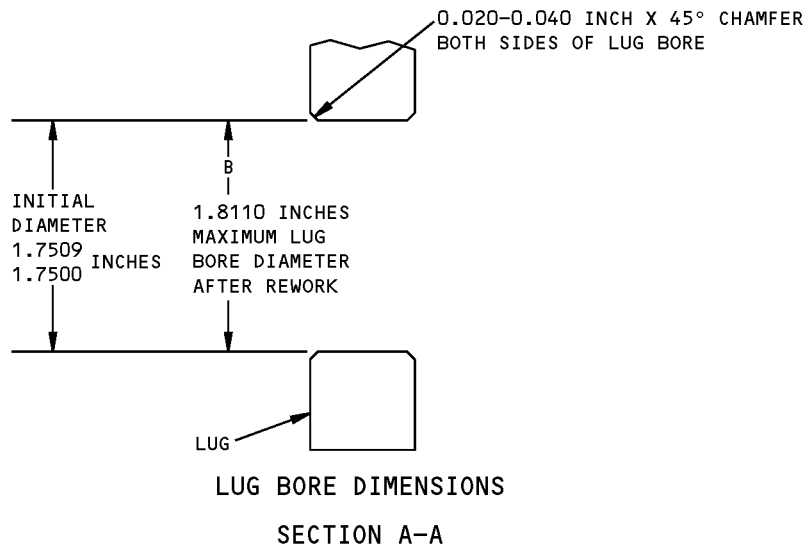 0.020-0.040 INCH X 45° CHAMFER
BOTH SIDES OF LUG BORE
B
INITIAL
DIAMETER
1.7509
1.7500
INCHES
1.8110 INCHES
MAXIMUM LUG
BORE DIAMETER
AFTER REWORK
LUG
LUG BORE DIMENSIONS
SECTION A-A